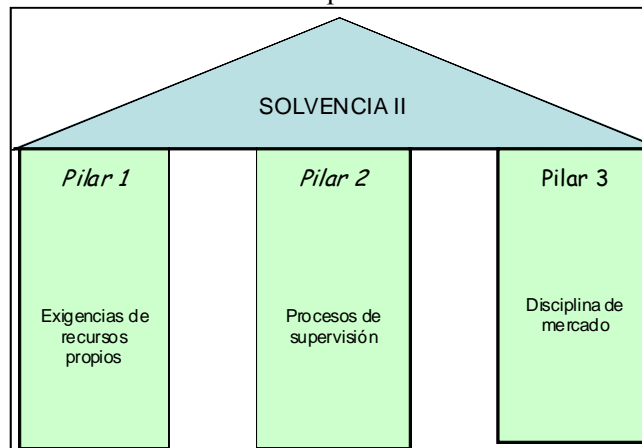 SOLVENCIA II
Pilar 1
Exigencias de
recursos
propios
Pilar 2
Procesos de
supervisión
Pilar 3
Disciplina de
mercado